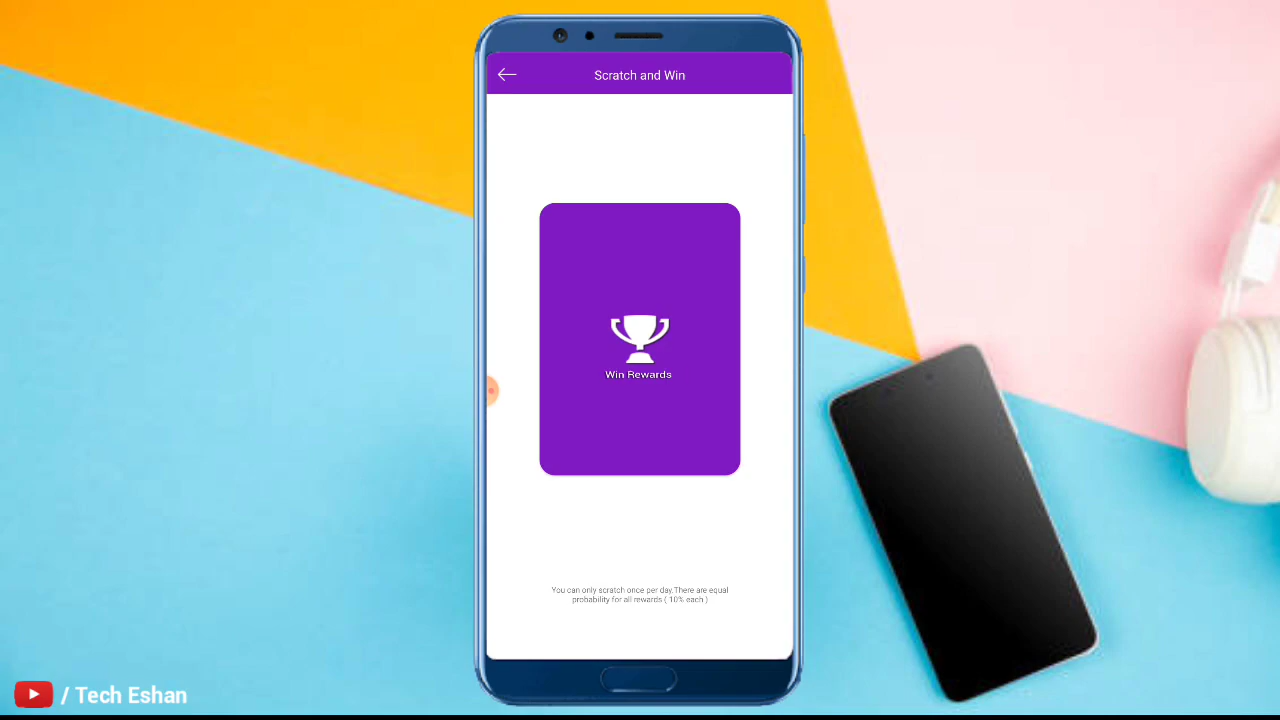 Scratch and Win
Win Rewards
You can only scratch once per day.There are equal
probability for all rewards ( 10% each )
/ Tech Eshan